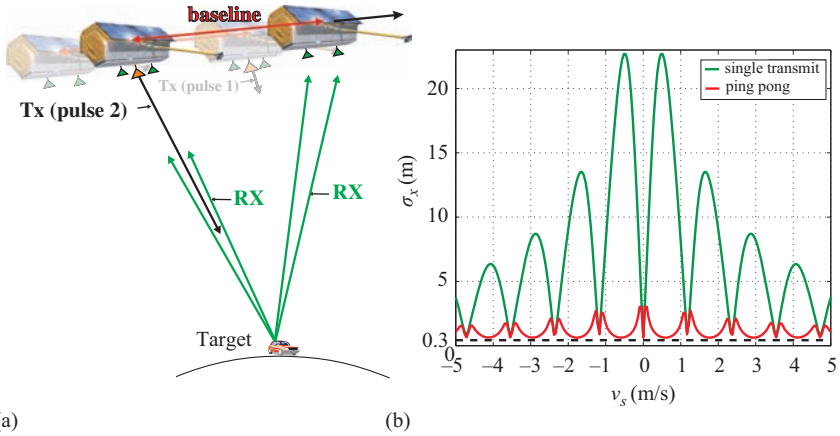 baseline
Tx (pulse 1)
Tx (pulse 2)
RX
RX
Target
(a)
(b)
single transmit
ping pong
σx (m)
20
15
10
5
0.3
0
−5 −4 −3 −2 −1 0 1 2 3 4 5
vs (m/s)